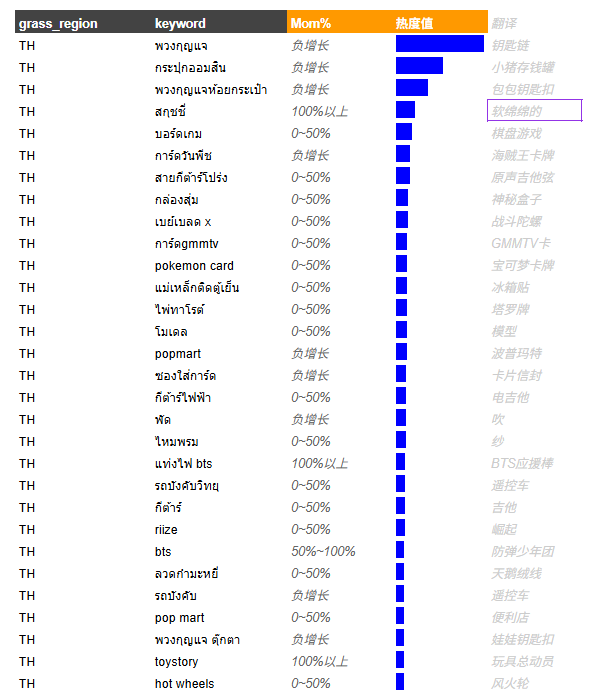 grass_region keyword Mom% 热度值 翻译
TH พวงกุญแจ 负增长 钥匙链
TH กระปุกออมสิน 负增长 小猪存钱罐
TH พวงกุญแจห้อยกระเป๋า 负增长 包包钥匙扣
TH สกุชชี่ 100%以上 软绵绵的
TH บอร์ดเกม 0~50% 棋盘游戏
TH การ์ดวันพีช 负增长 海贼王卡牌
TH สายกีต้าร์โปร่ง 0~50% 原声吉他弦
TH กล่องสุ่ม 0~50% 神秘盒子
TH เบย์เบลด x 0~50% 战斗陀螺
TH การ์ดgmmtv 0~50% GMMTV卡
TH pokemon card 0~50% 宝可梦卡牌
TH แม่เหล็กติดตู้เย็น 0~50% 冰箱贴
TH ไพ่ทาโรต์ 0~50% 塔罗牌
TH โมเดล 0~50% 模型
TH popmart 负增长 波普玛特
TH ซองใส่การ์ด 负增长 卡片信封
TH กีต้าร์ไฟฟ้า 0~50% 电吉他
TH พัด 负增长 吹
TH ไหมพรม 0~50% 纱
TH แท่งไฟ bts 100%以上 BTS应援棒
TH รถบังคับวิทยุ 0~50% 遥控车
TH กีต้าร์ 0~50% 吉他
TH riize 0~50% 崛起
TH bts 50%~100% 防弹少年团
TH ลวดกำมะหยี่ 0~50% 天鹅绒线
TH รถบังคับ 负增长 遥控车
TH pop mart 0~50% 便利店
TH พวงกุญแจ ตุ๊กตา 负增长 娃娃钥匙扣
TH toystory 100%以上 玩具总动员
TH hot wheels 0~50% 风火轮